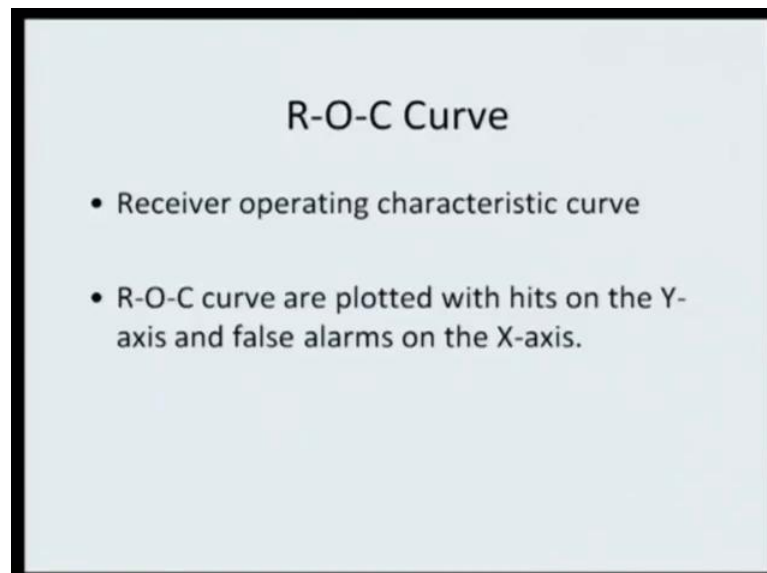 R-O-C Curve
• Receiver operating characteristic curve
• R-O-C curve are plotted with hits on the Y-
axis and false alarms on the X-axis.